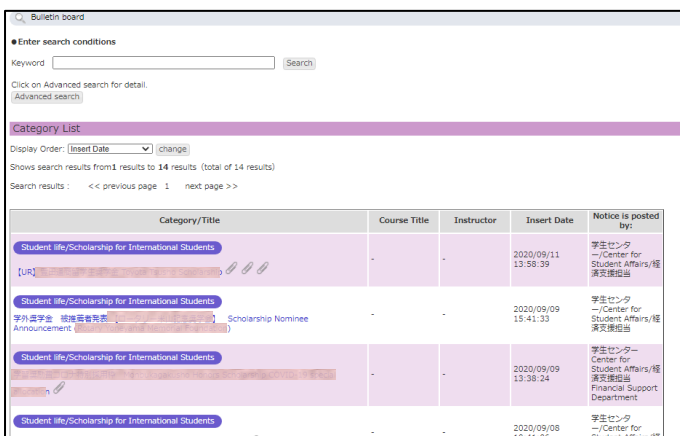 Bulletin board
●Enter search conditions
Keyword Search
Click on Advanced search for detail.
Advanced search
Category List
Display Order: Insert Date change
Shows search results from1 results to 14 results (total of 14 results)
Search results : << previous page 1 next page >>
Category/Title Course Title Instructor Insert Date Notice is posted by:
Student life/Scholarship for International Students
【UR】
- - 2020/09/11 13:58:39
学生センタ
ー/Center for
Student Affairs/経
済支援担当
Student life/Scholarship for International Students
学外奨学金 被推薦者発表 Scholarship Nominee
Announcement ( )
- - 2020/09/09 15:41:33
学生センタ
ー/Center for
Student Affairs/経
済支援担当
Student life/Scholarship for International Students
n
- - 2020/09/09 13:38:24
学生センター
Center for
Student Affairs/経
済支援担当
Financial Support
Department
Student life/Scholarship for International Students
- - 2020/09/08
学生センタ
ー/Center for